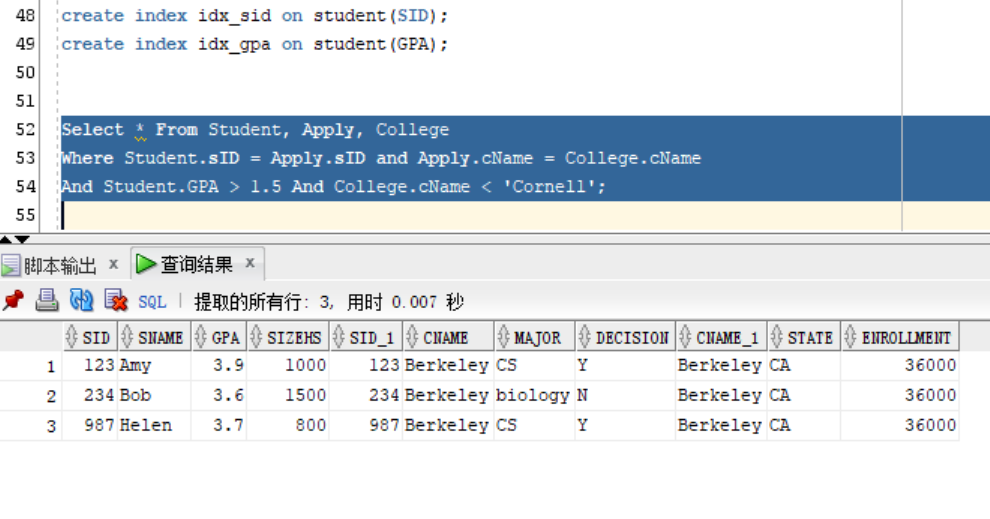 48 create index idx_sid on student(SID);
49 create index idx_gpa on student(GPA);
50
51
52 Select * From Student, Apply, College
53 Where Student.sID = Apply.sID and Apply.cName = College.cName
54 And Student.GPA > 1.5 And College.cName < 'Cornell';
55
脚本输出 x 查询结果 x
SQL | 提取的所有行: 3, 用时 0.007 秒
SID SNAME GPA SIZEHS SID_1 CNAME MAJOR DECISION CNAME_1 STATE ENROLLMENT
1 123 Amy 3.9 1000 123 Berkeley CS Y Berkeley CA 36000
2 234 Bob 3.6 1500 234 Berkeley biology N Berkeley CA 36000
3 987 Helen 3.7 800 987 Berkeley CS Y Berkeley CA 36000